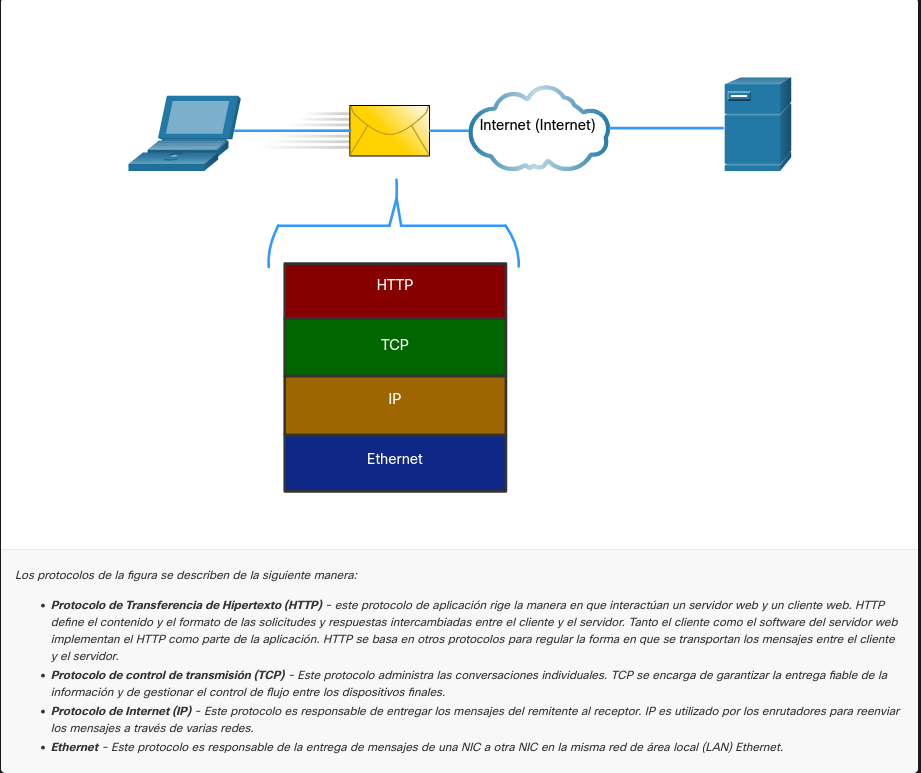 Internet (Internet)
HTTP
TCP
IP
Ethernet
Los protocolos de la figura se describen de la siguiente manera:
• Protocolo de Transferencia de Hipertexto (HTTP) - este protocolo de aplicación rige la manera en que interactúan un servidor web y un cliente web. HTTP
define el contenido y el formato de las solicitudes y respuestas intercambiadas entre el cliente y el servidor. Tanto el cliente como el software del servidor web
implementan el HTTP como parte de la aplicación. HTTP se basa en otros protocolos para regular la forma en que se transportan los mensajes entre el cliente
y el servidor.
• Protocolo de control de transmisión (TCP) - Este protocolo administra las conversaciones individuales. TCP se encarga de garantizar la entrega fiable de la
información y de gestionar el control de flujo entre los dispositivos finales.
• Protocolo de Internet (IP) - Este protocolo es responsable de entregar los mensajes del remitente al receptor. IP es utilizado por los enrutadores para reenviar
los mensajes a través de varias redes.
• Ethernet - Este protocolo es responsable de la entrega de mensajes de una NIC a otra NIC en la misma red de área local (LAN) Ethernet.